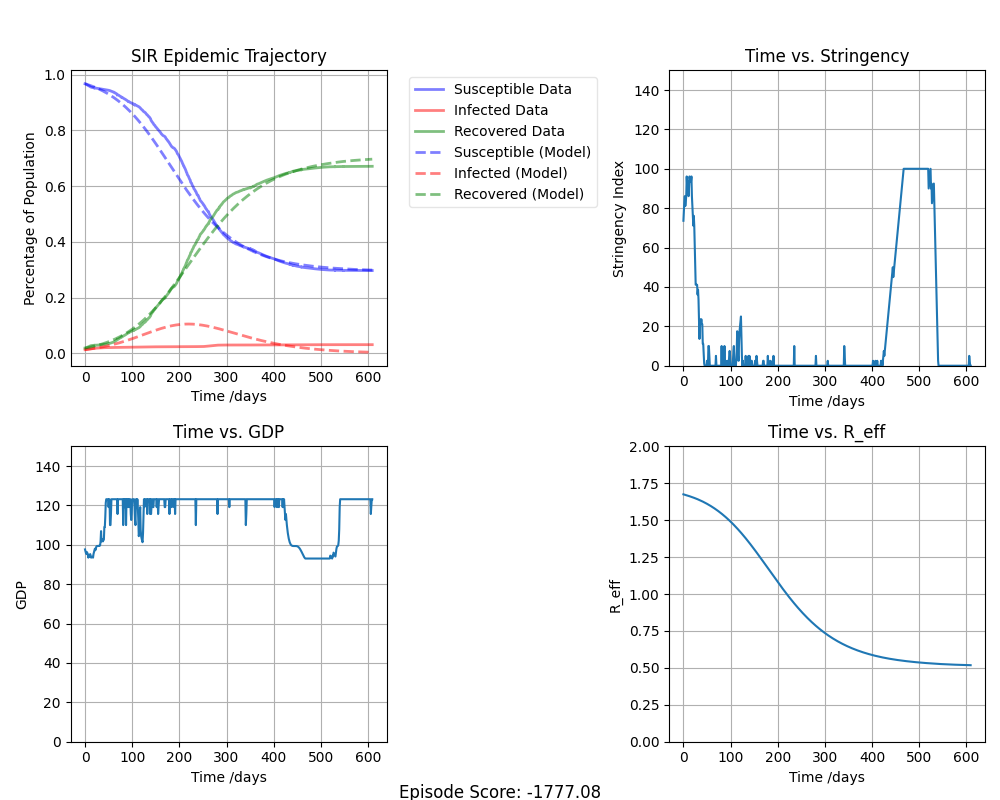 SIR Epidemic Trajectory
Percentage of Population
1.0
0.8
0.6
0.4
0.2
0.0
0 100 200 300 400 500 600
Time /days
Susceptible Data
Infected Data
Recovered Data
Susceptible (Model)
Infected (Model)
Recovered (Model)
Time vs. Stringency
Stringency Index
140
120
100
80
60
40
20
0
0 100 200 300 400 500 600
Time /days
Time vs. GDP
GDP
140
120
100
80
60
40
20
0
0 100 200 300 400 500 600
Time /days
Time vs. R_eff
R_eff
2.00
1.75
1.50
1.25
1.00
0.75
0.50
0.25
0.00
0 100 200 300 400 500 600
Time /days
Episode Score: -1777.08